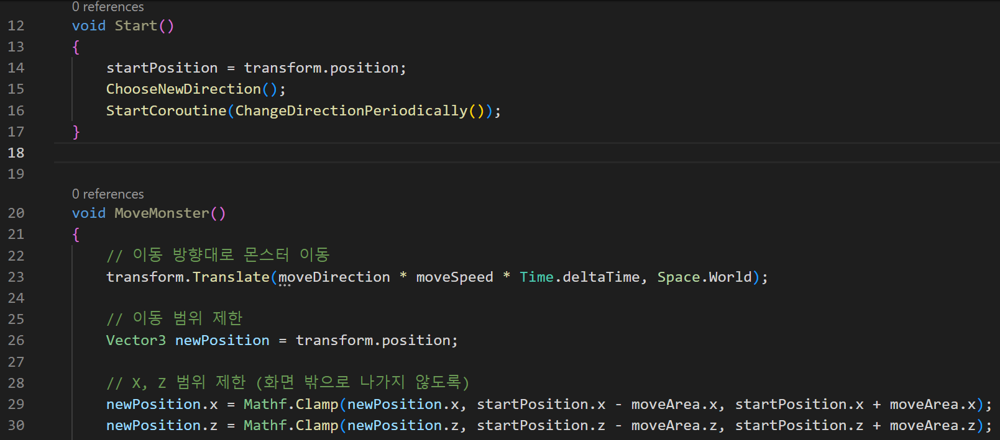 0 references
12 void Start()
13 {
14 startPosition = transform.position;
15 ChooseNewDirection();
16 StartCoroutine(ChangeDirectionPeriodically());
17 }
18
19
0 references
20 void MoveMonster()
21 {
22 // 이동 방향대로 몬스터 이동
23 transform.Translate(moveDirection * moveSpeed * Time.deltaTime, Space.World);
24
25 // 이동 범위 제한
26 Vector3 newPosition = transform.position;
27
28 // X, Z 범위 제한 (화면 밖으로 나가지 않도록)
29 newPosition.x = Mathf.Clamp(newPosition.x, startPosition.x - moveArea.x, startPosition.x + moveArea.x);
30 newPosition.z = Mathf.Clamp(newPosition.z, startPosition.z - moveArea.z, startPosition.z + moveArea.z);